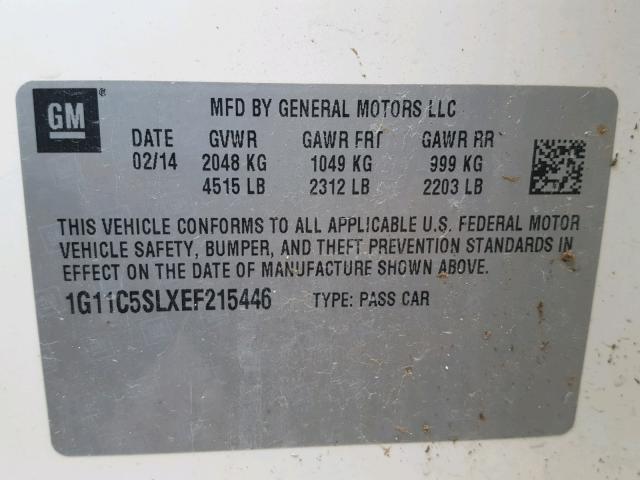 GM ®
MFD BY GENERAL MOTORS LLC
DATE GVWR GAWR FRT GAWR RR
02/14 2048 KG 1049 KG 999 KG
4515 LB 2312 LB 2203 LB
THIS VEHICLE CONFORMS TO ALL APPLICABLE U.S. FEDERAL MOTOR
VEHICLE SAFETY, BUMPER, AND THEFT PREVENTION STANDARDS IN
EFFECT ON THE DATE OF MANUFACTURE SHOWN ABOVE.
1G11C5SLXEF215446 TYPE: PASS CAR